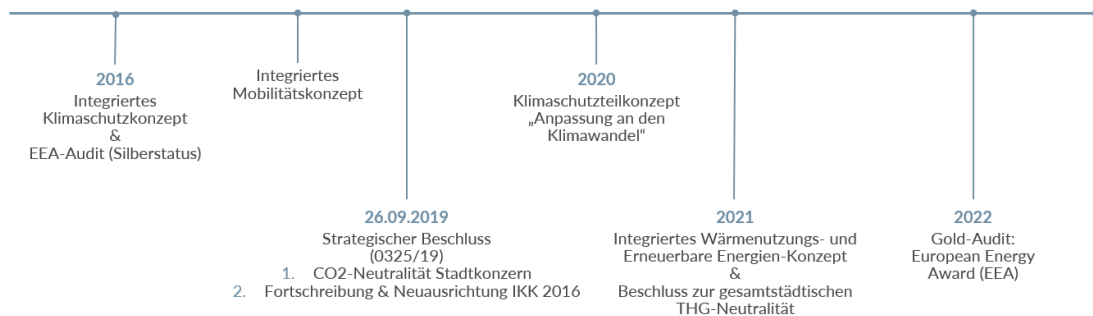 2016
Integriertes
Klimaschutzkonzept
&
EEA-Audit (Silberstatus)
Integriertes
Mobilitätskonzept
26.09.2019
Strategischer Beschluss
(0325/19)
1. CO2-Neutralität Stadtkonzern
2. Fortschreibung & Neuausrichtung IKK 2016
2020
Klimaschutzteilkonzept
„Anpassung an den
Klimawandel“
2021
Integriertes Wärmenutzungs- und
Erneuerbare Energien-Konzept
&
Beschluss zur gesamtstädtischen
THG-Neutralität
2022
Gold-Audit:
European Energy
Award (EEA)